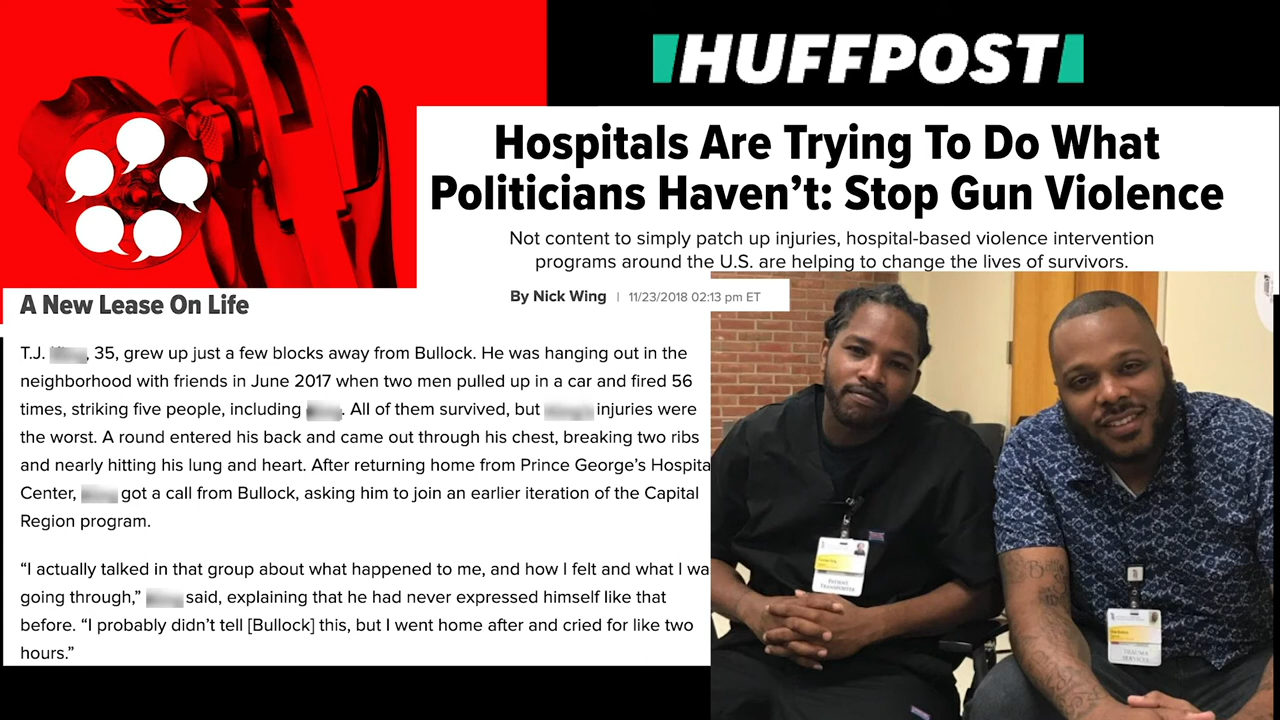 HUFFPOST
Hospitals Are Trying To Do What
Politicians Haven't: Stop Gun Violence
Not content to simply patch up injuries, hospital-based violence intervention
programs around the U.S. are helping to change the lives of survivors.
By Nick Wing | 11/23/2018 02:13 pm ET
A New Lease On Life
T.J. , 35, grew up just a few blocks away from Bullock. He was hanging out in the
neighborhood with friends in June 2017 when two men pulled up in a car and fired 56
times, striking five people, including . All of them survived, but injuries were
the worst. A round entered his back and came out through his chest, breaking two ribs
and nearly hitting his lung and heart. After returning home from Prince George's Hospita
Center, got a call from Bullock, asking him to join an earlier iteration of the Capital
Region program.
“I actually talked in that group about what happened to me, and how I felt and what I wa
going through,” said, explaining that he had never expressed himself like that
before. “I probably didn't tell [Bullock] this, but I went home after and cried for like two
hours.”
PATIENT
TRANSPORTER
TRAUMA
SERVICES